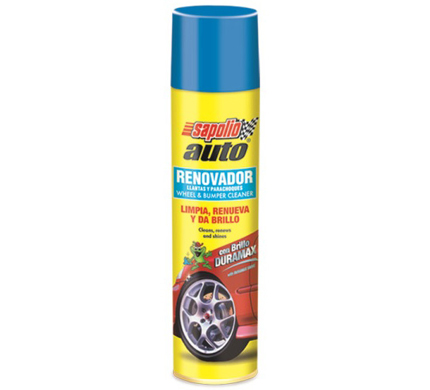 sapolio
auto®
RENOVADOR
LLANTAS Y PARACHOQUES
WHEEL & BUMPER CLEANER
LIMPIA, RENUEVA
Y DA BRILLO
Cleans, renews
and shines
con Brillo
DURAMAX